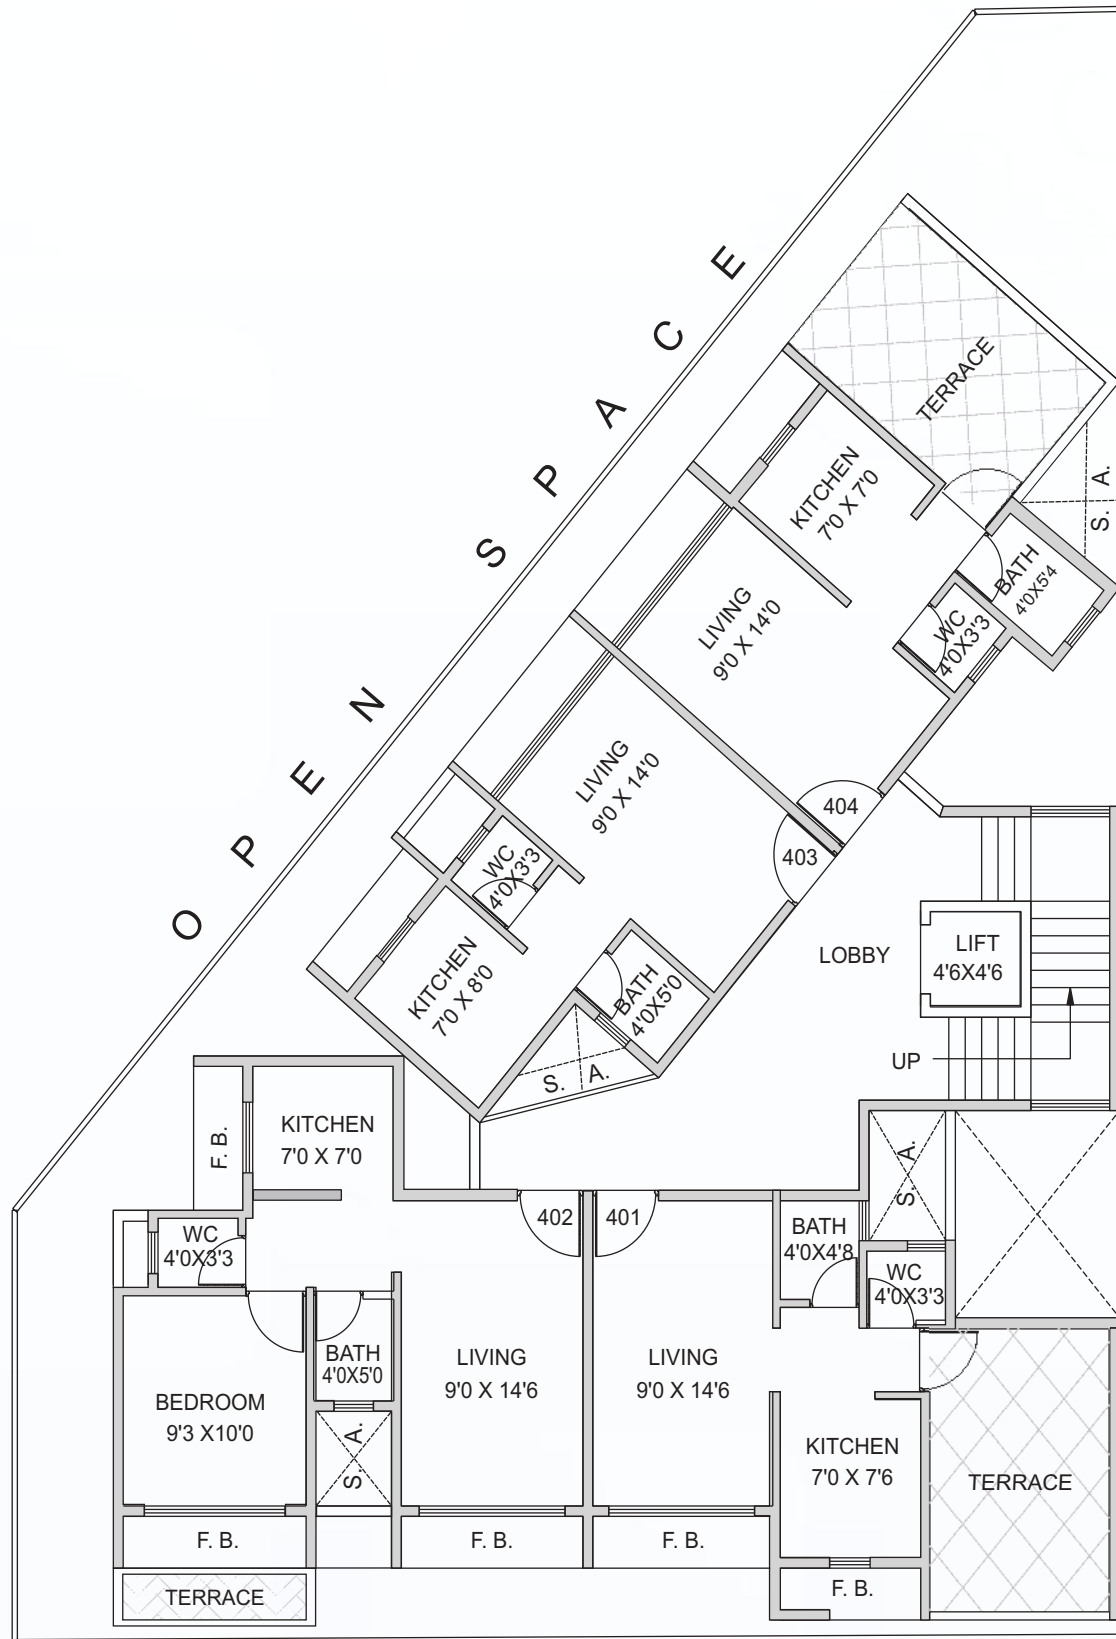 OPEN SPACE
TERRACE
S. A.
KITCHEN
7'0 X 7'0
BATH
4'0X5'4
WC
4'0X3'3
LIVING
9'0 X 14'0
404
403
LIVING
9'0 X 14'0
WC
4'0X3'3
KITCHEN
7'0 X 8'0
BATH
4'0X5'0
S. A.
LOBBY
LIFT
4'6X4'6
UP
KITCHEN
7'0 X 7'0
F. B.
WC
4'0X3'3
402
401
BATH
4'0X4'8
S. A.
WC
4'0X3'3
BATH
4'0X5'0
BEDROOM
9'3 X10'0
LIVING
9'0 X 14'6
LIVING
9'0 X 14'6
S. A.
KITCHEN
7'0 X 7'6
TERRACE
F. B.
F. B.
F. B.
F. B.
TERRACE